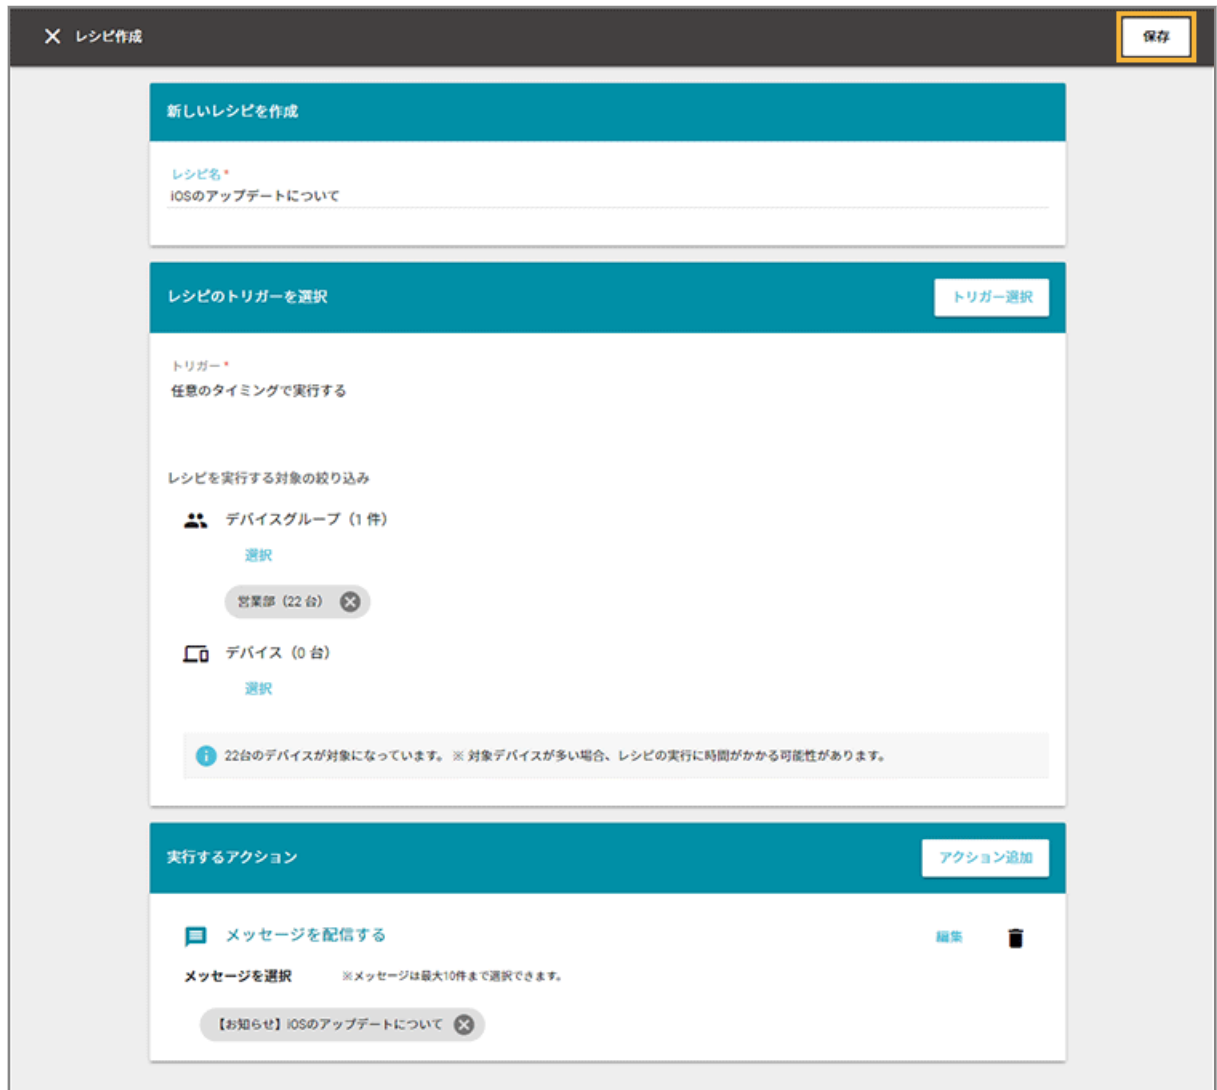 レシピ作成
保存
新しいレシピを作成
レシピ名*
iOSのアップデートについて
レシピのトリガーを選択
トリガー選択
トリガー*
任意のタイミングで実行する
レシピを実行する対象の絞り込み
デバイスグループ（1 件）
選択
営業部（22 台）
デバイス（0 台）
選択
22台のデバイスが対象になっています。※ 対象デバイスが多い場合、レシピの実行に時間がかかる可能性があります。
実行するアクション
アクション追加
メッセージを配信する
編集
メッセージを選択 ※メッセージは最大10件まで選択できます。
【お知らせ】iOSのアップデートについて